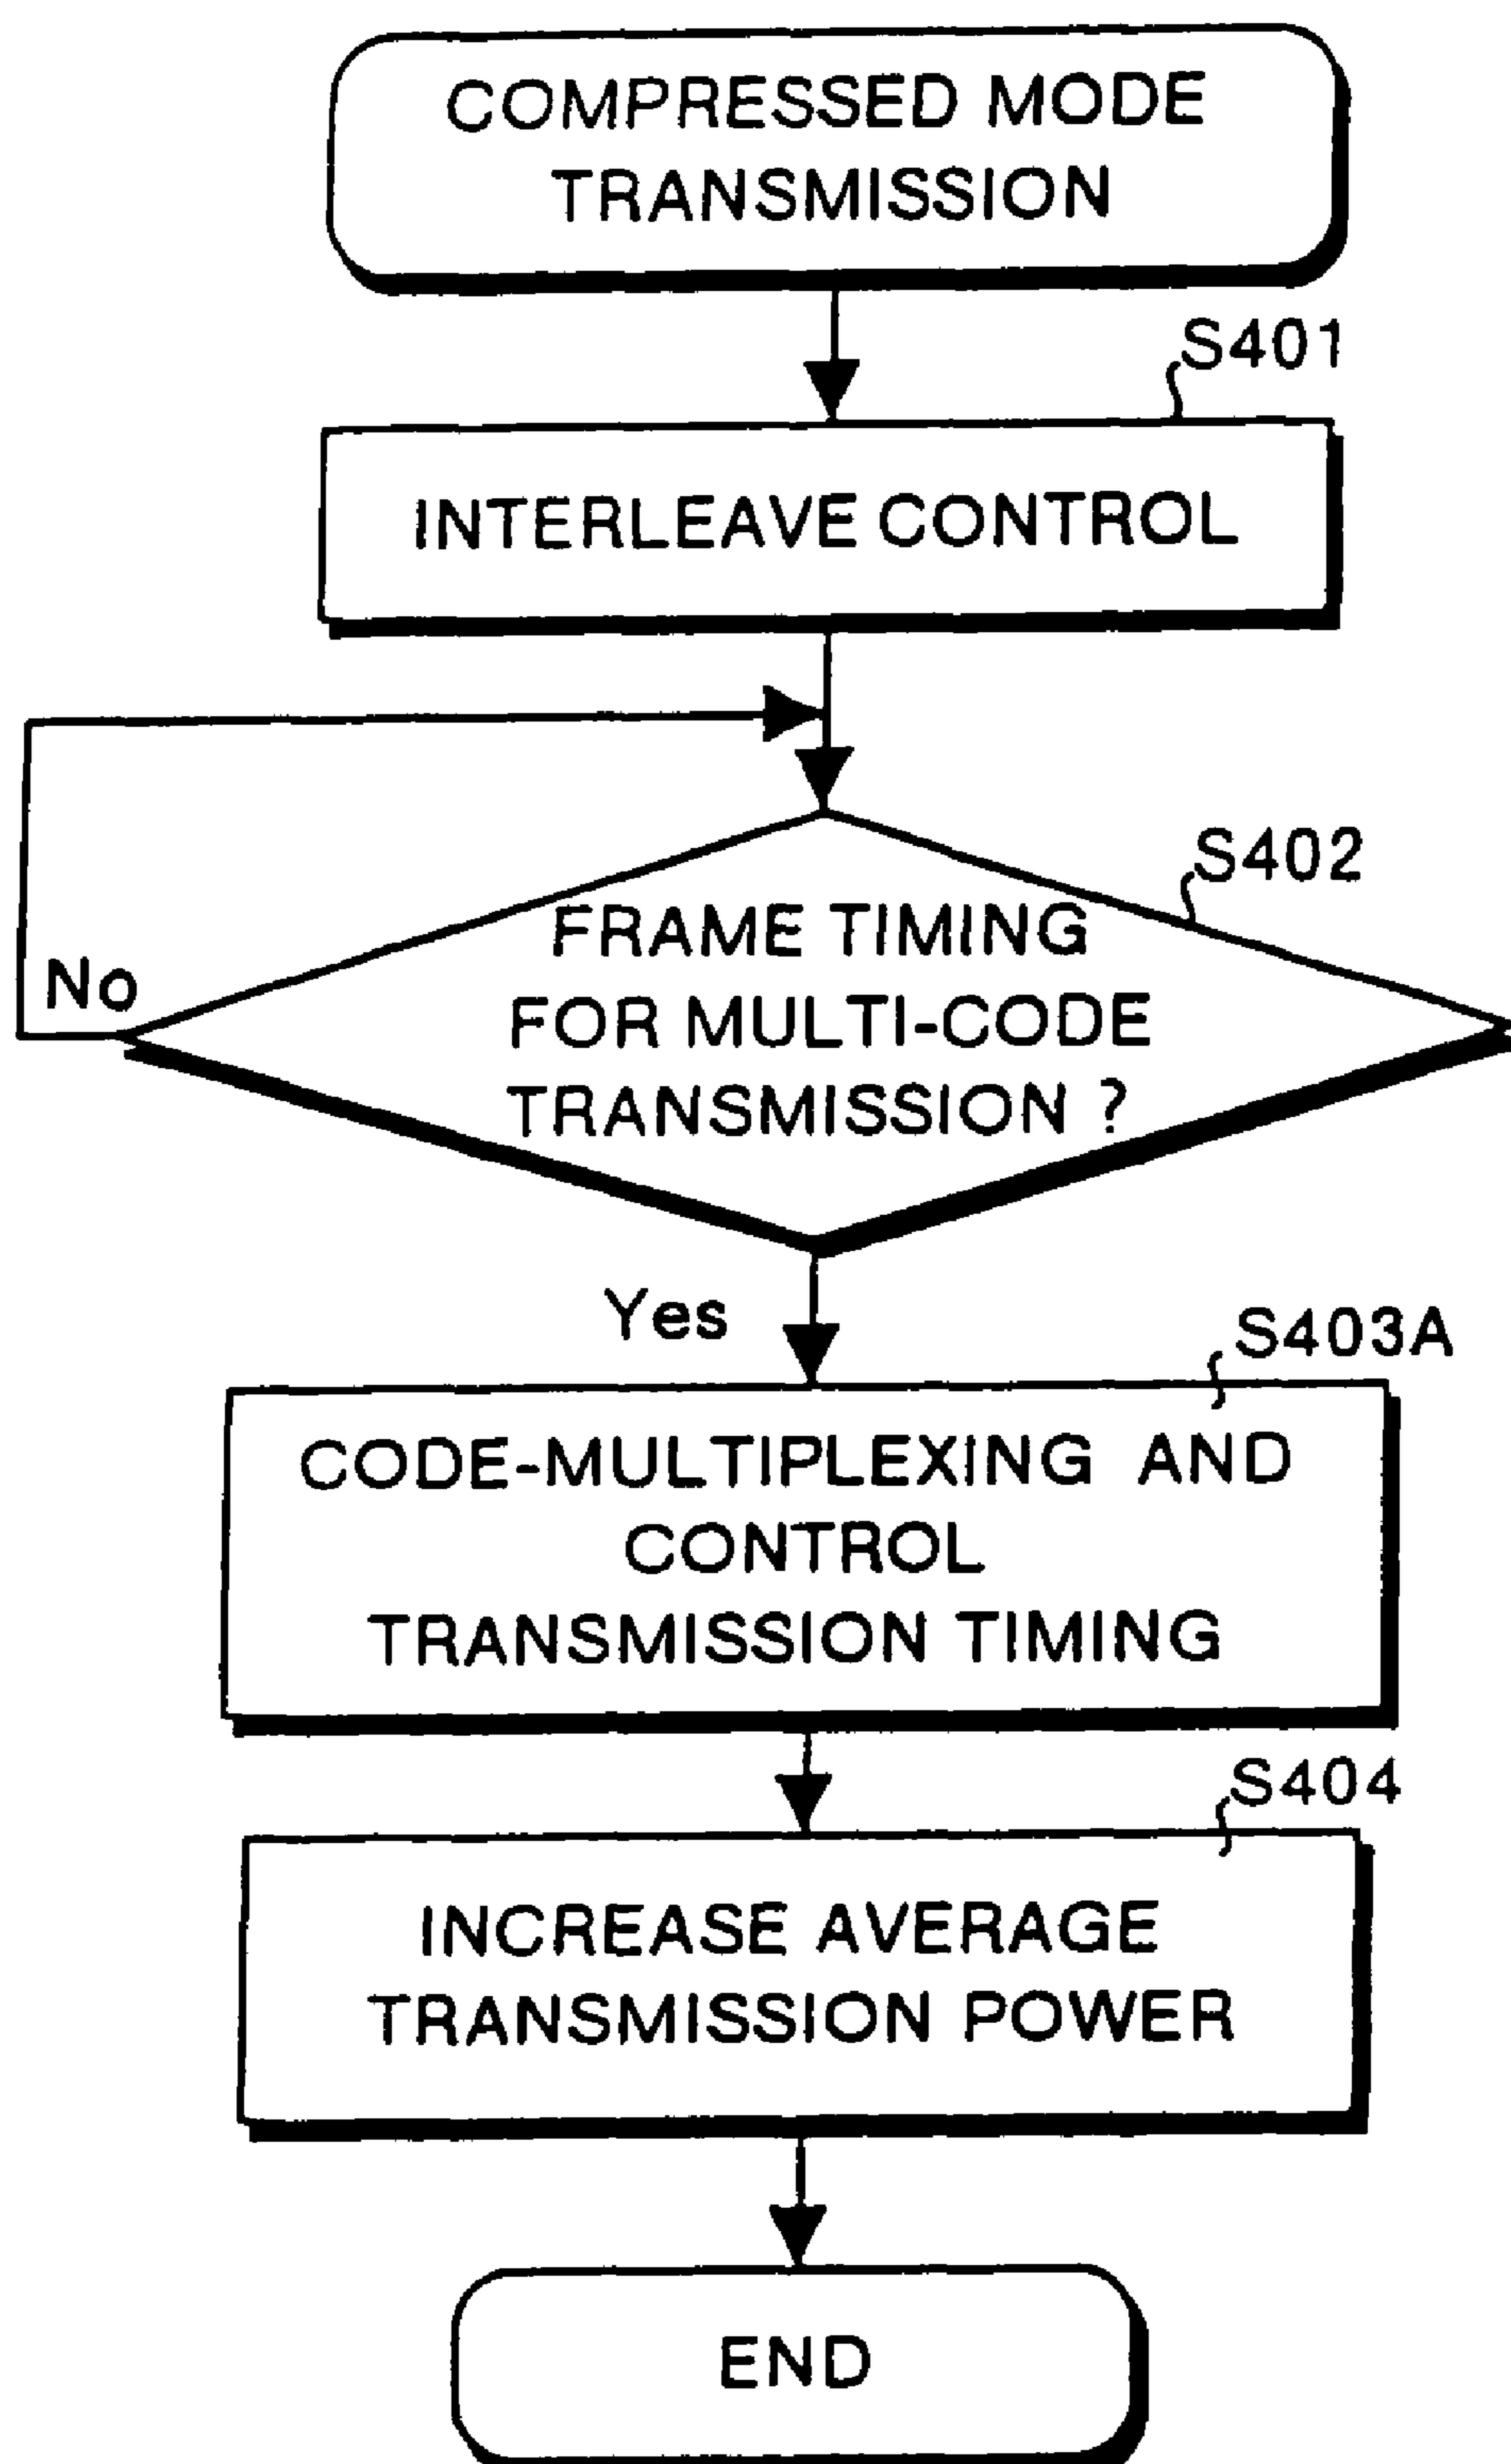 COMPRESSED MODE
TRANSMISSION
S401
INTERLEAVE CONTROL
S402
FRAME TIMING
FOR MULTI-CODE
TRANSMISSION ?
No
Yes
S403A
CODE-MULTIPLEXING AND
CONTROL
TRANSMISSION TIMING
S404
INCREASE AVERAGE
TRANSMISSION POWER
END